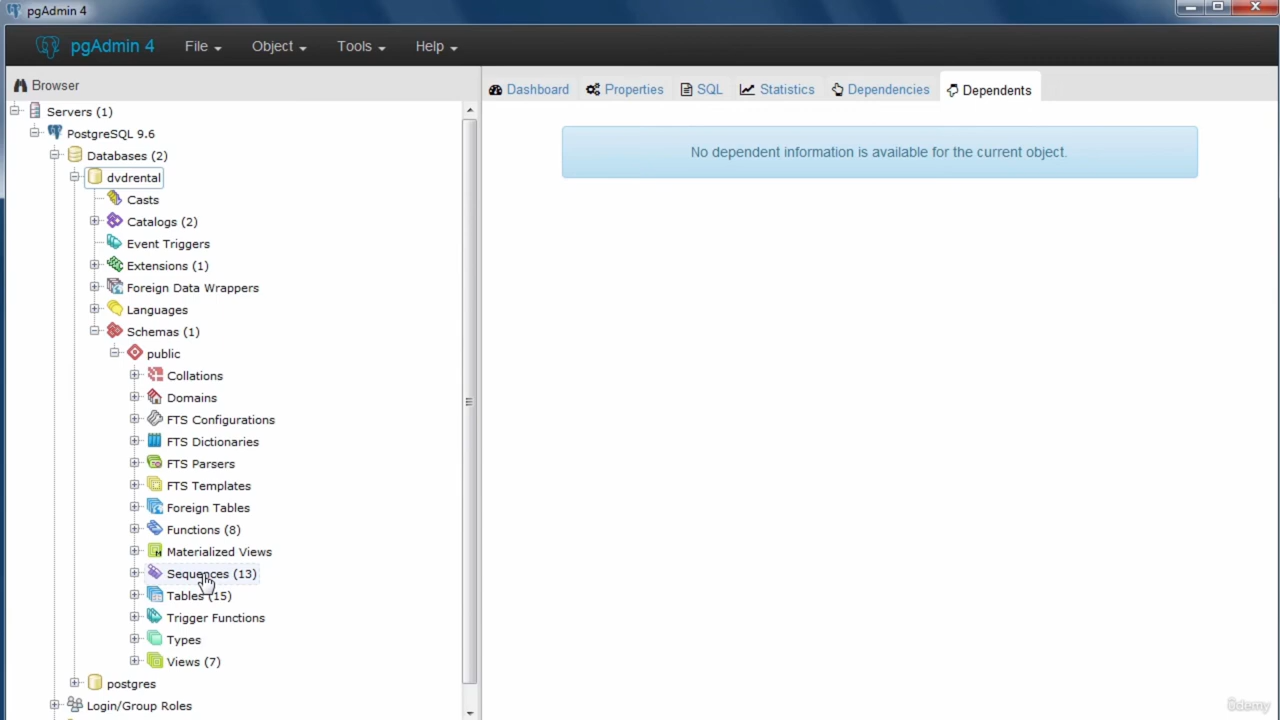 pgAdmin 4
pgAdmin 4 File Object Tools Help
Browser
Dashboard Properties SQL Statistics Dependencies Dependents
Servers (1)
PostgreSQL 9.6
No dependent information is available for the current object.
Databases (2)
dvdrental
Casts
Catalogs (2)
Event Triggers
Extensions (1)
Foreign Data Wrappers
Languages
Schemas (1)
public
Collations
Domains
FTS Configurations
FTS Dictionaries
FTS Parsers
FTS Templates
Foreign Tables
Functions (8)
Materialized Views
Sequences (13)
Tables (15)
Trigger Functions
Types
Views (7)
postgres
Login/Group Roles
ûdemy